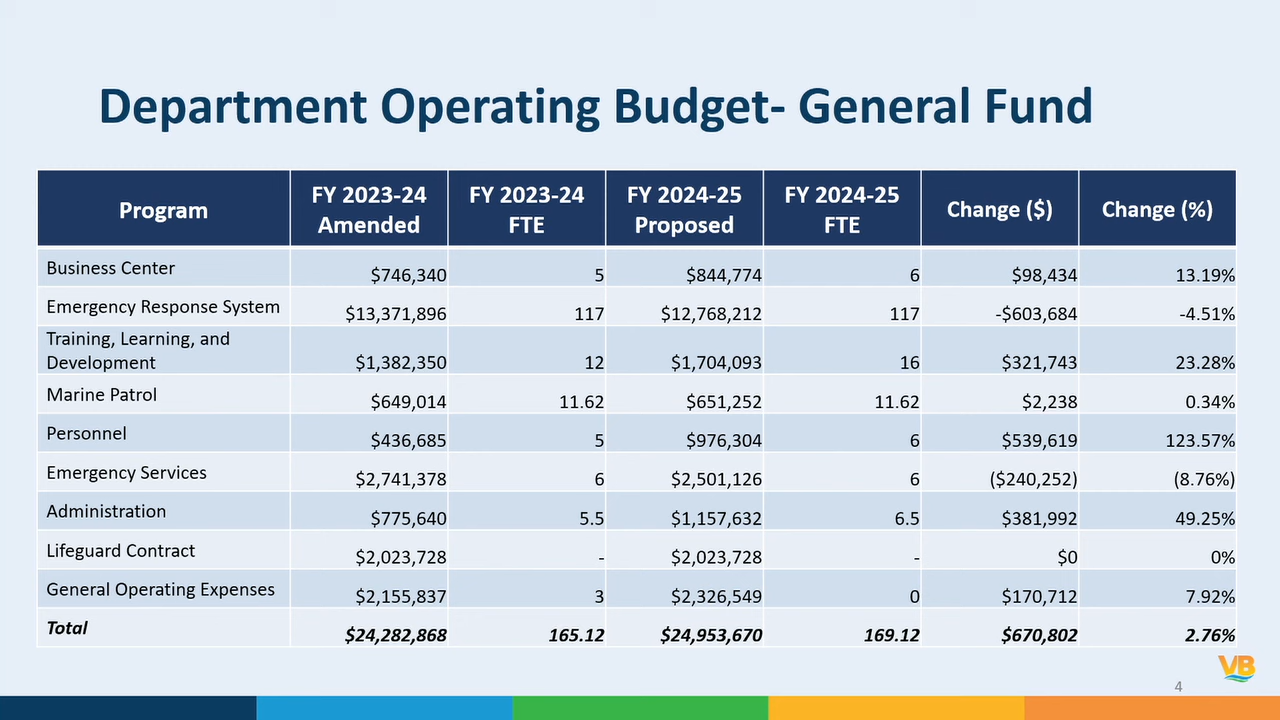 Department Operating Budget- General Fund
Program FY 2023-24 Amended FY 2023-24 FTE FY 2024-25 Proposed FY 2024-25 FTE Change ($) Change (%)
Business Center $746,340 5 $844,774 6 $98,434 13.19%
Emergency Response System $13,371,896 117 $12,768,212 117 -$603,684 -4.51%
Training, Learning, and Development $1,382,350 12 $1,704,093 16 $321,743 23.28%
Marine Patrol $649,014 11.62 $651,252 11.62 $2,238 0.34%
Personnel $436,685 5 $976,304 6 $539,619 123.57%
Emergency Services $2,741,378 6 $2,501,126 6 ($240,252) (8.76%)
Administration $775,640 5.5 $1,157,632 6.5 $381,992 49.25%
Lifeguard Contract $2,023,728 - $2,023,728 - $0 0%
General Operating Expenses $2,155,837 3 $2,326,549 0 $170,712 7.92%
Total $24,282,868 165.12 $24,953,670 169.12 $670,802 2.76%
VB
4